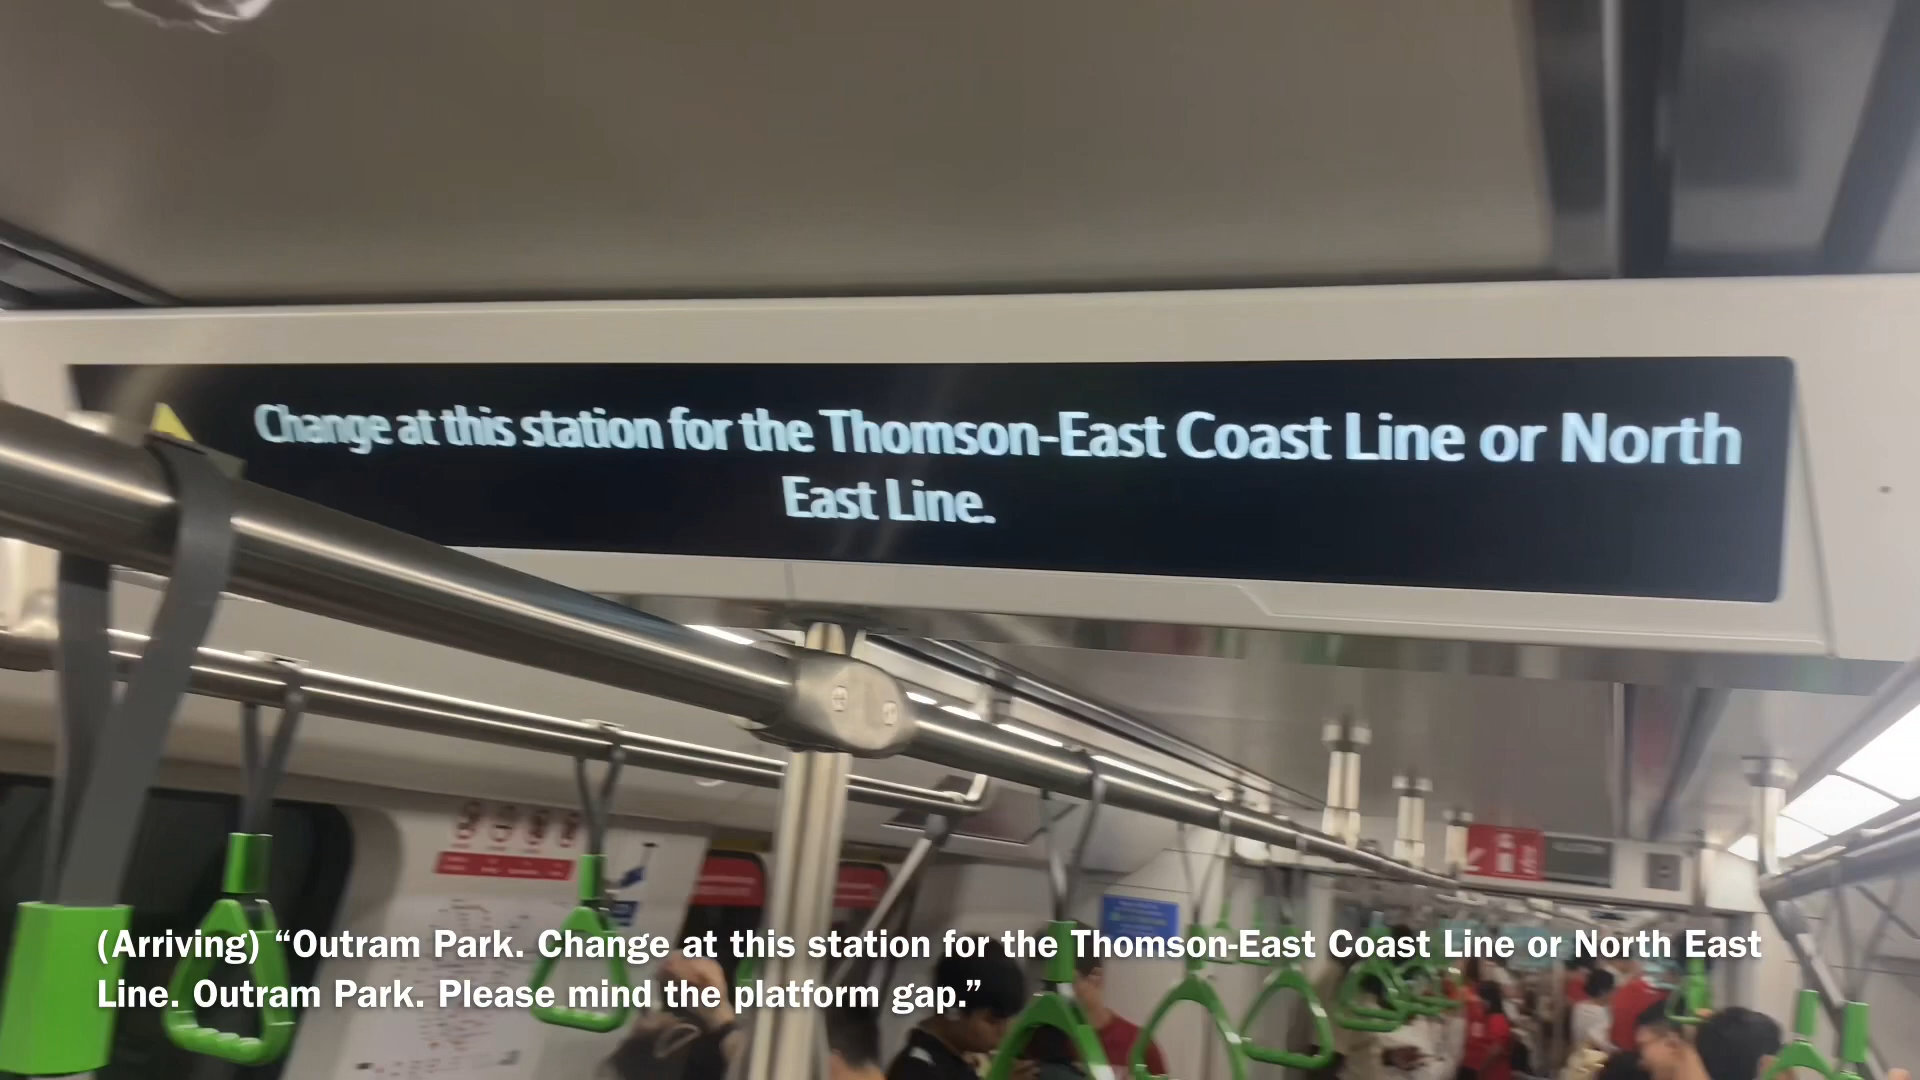 Change at this station for the Thomson-East Coast Line or North
East Line.
(Arriving) “Outram Park. Change at this station for the Thomson-East Coast Line or North East
Line. Outram Park. Please mind the platform gap.”